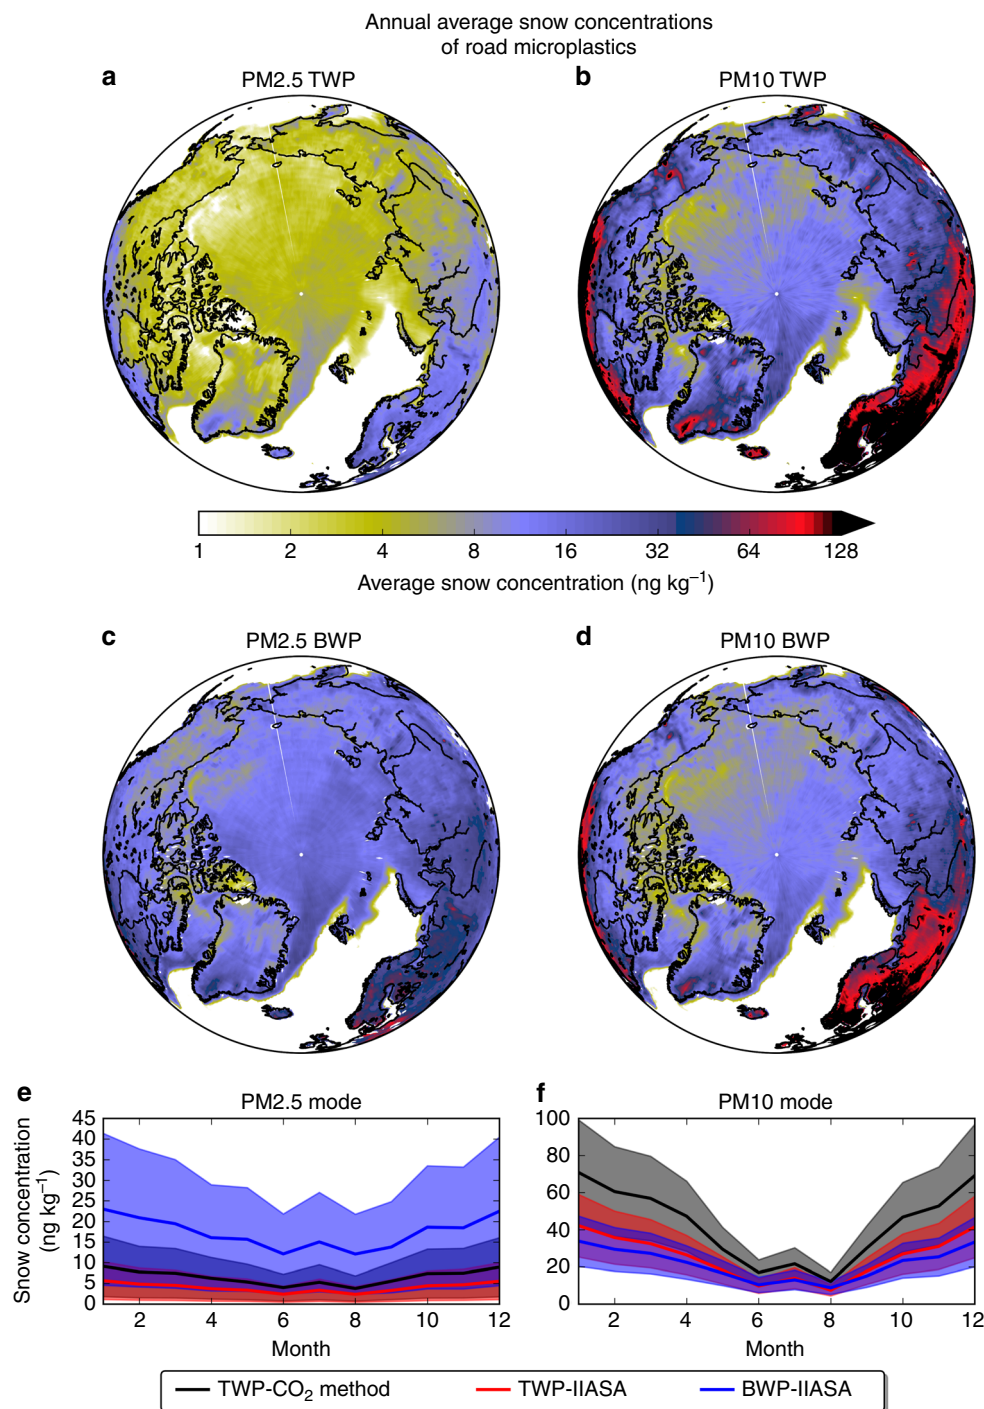 Annual average snow concentrations
of road microplastics
a
PM2.5 TWP
b
PM10 TWP
1 2 4 8 16 32 64 128
Average snow concentration (ng kg⁻¹)
c
PM2.5 BWP
d
PM10 BWP
e
PM2.5 mode
Snow concentration
(ng kg⁻¹)
45
40
35
30
25
20
15
10
5
0
2 4 6 8 10 12
Month
f
PM10 mode
100
80
60
40
20
0
2 4 6 8 10 12
Month
TWP-CO₂ method TWP-IIASA BWP-IIASA